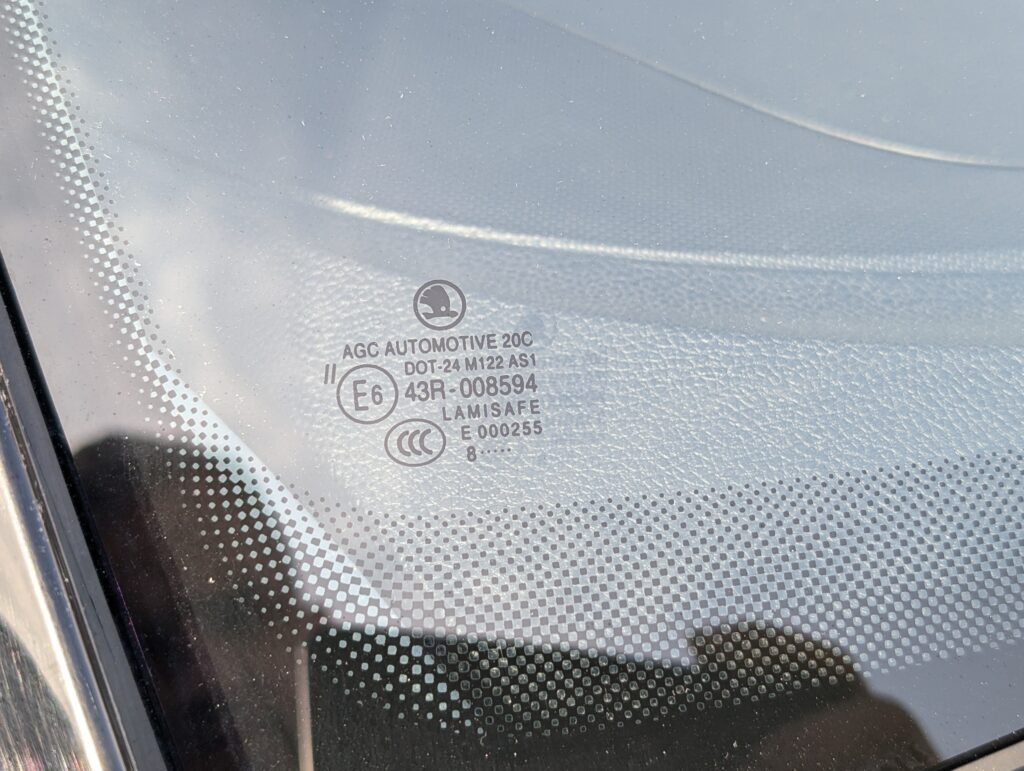 AGC AUTOMOTIVE 20C
DOT-24 M122 AS1
II E6 43R-008594
LAMISAFE
CCC E 000255
8·····